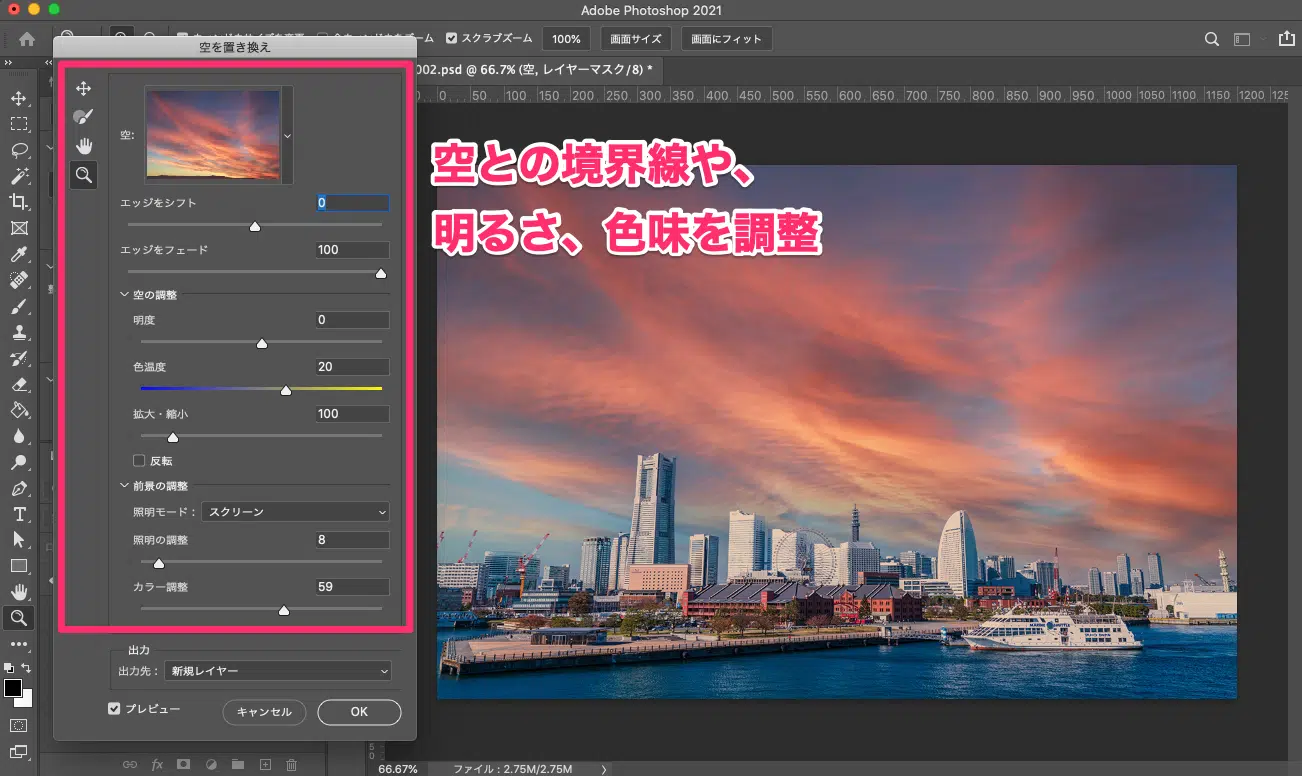 Adobe Photoshop 2021
スクラブズーム
100%
画面サイズ
画面にフィット
空を置き換え
002.psd @ 66.7% (空, レイヤーマスク/8) *
0 50 100 150 200 250 300 350 400 450 500 550 600 650 700 750 800 850 900 950 1000 1050 1100 1150 1200
空との境界線や、
明るさ、色味を調整
空:
エッジをシフト 0
エッジをフェード 100
空の調整
明度 0
色温度 20
拡大・縮小 100
反転
前景の調整
照明モード: スクリーン
照明の調整 8
カラー調整 59
出力
出力先: 新規レイヤー
プレビュー
キャンセル
OK
fx
66.67%
ファイル : 2.75M/2.75M